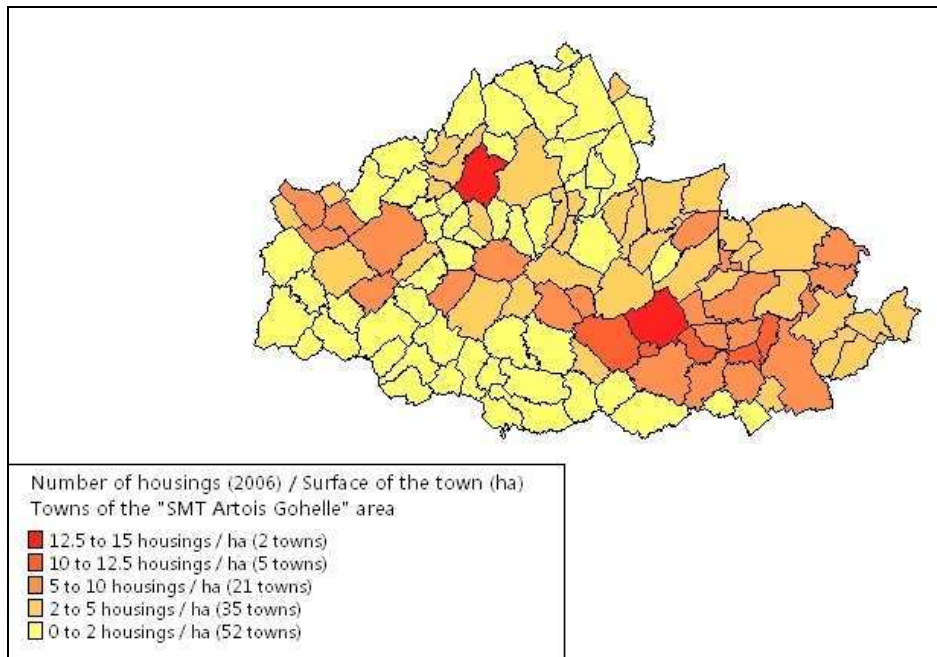 Number of housings (2006) / Surface of the town (ha)
Towns of the "SMT Artois Gohelle" area
12.5 to 15 housings / ha (2 towns)
10 to 12.5 housings / ha (5 towns)
5 to 10 housings / ha (21 towns)
2 to 5 housings / ha (35 towns)
0 to 2 housings / ha (52 towns)